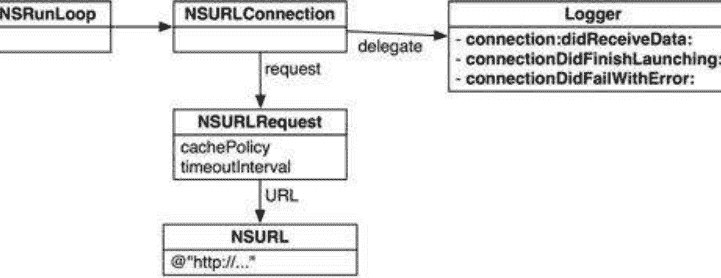 NSRunLoop
NSURLConnection
Logger
- connection:didReceiveData:
- connectionDidFinishLaunching:
- connectionDidFailWithError:
delegate
request
NSURLRequest
cachePolicy
timeoutInterval
URL
NSURL
@"http://..."